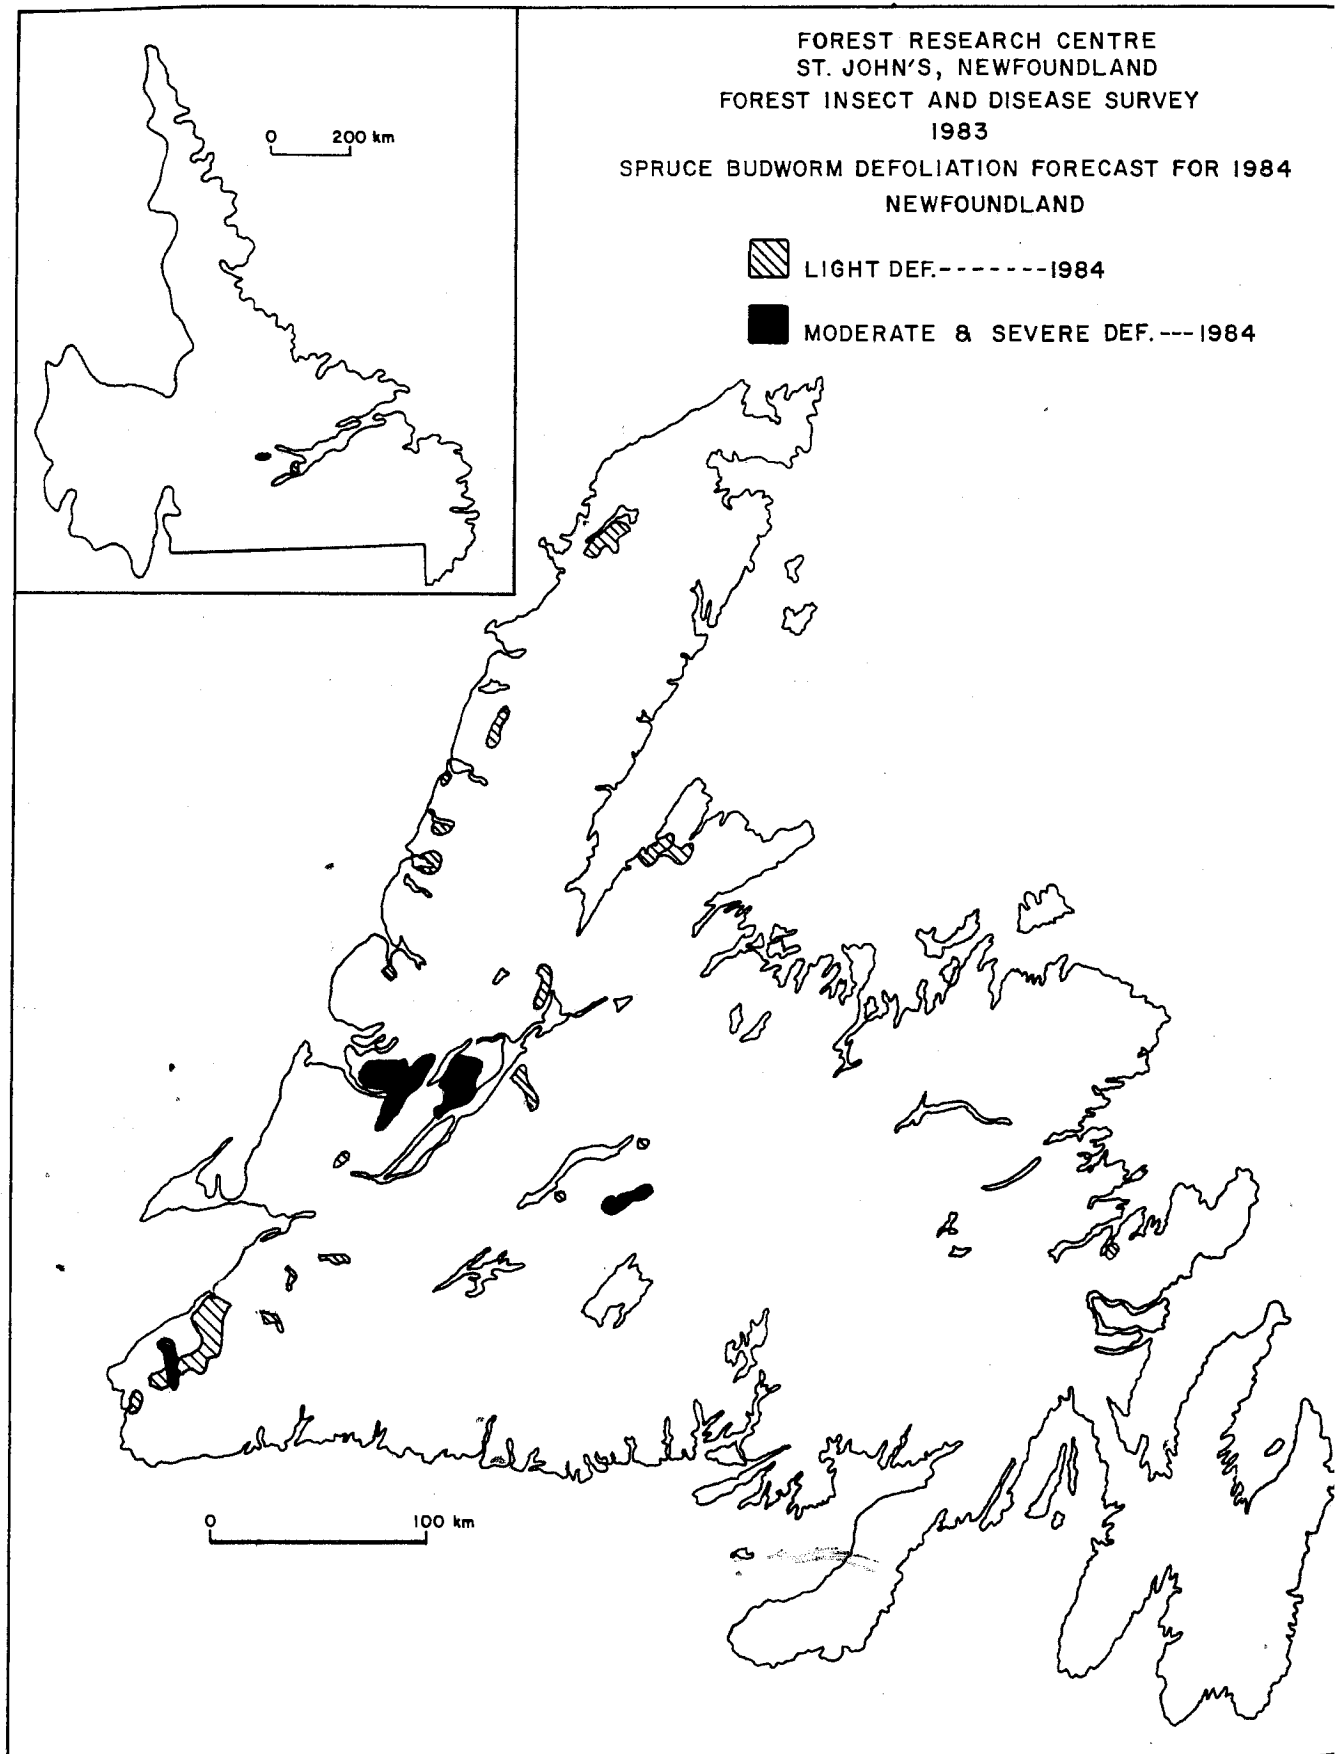 FOREST RESEARCH CENTRE
ST. JOHN'S, NEWFOUNDLAND
FOREST INSECT AND DISEASE SURVEY
1983
SPRUCE BUDWORM DEFOLIATION FORECAST FOR 1984
NEWFOUNDLAND
0 200 km
LIGHT DEF.--------1984
MODERATE & SEVERE DEF.---1984
0 100 km